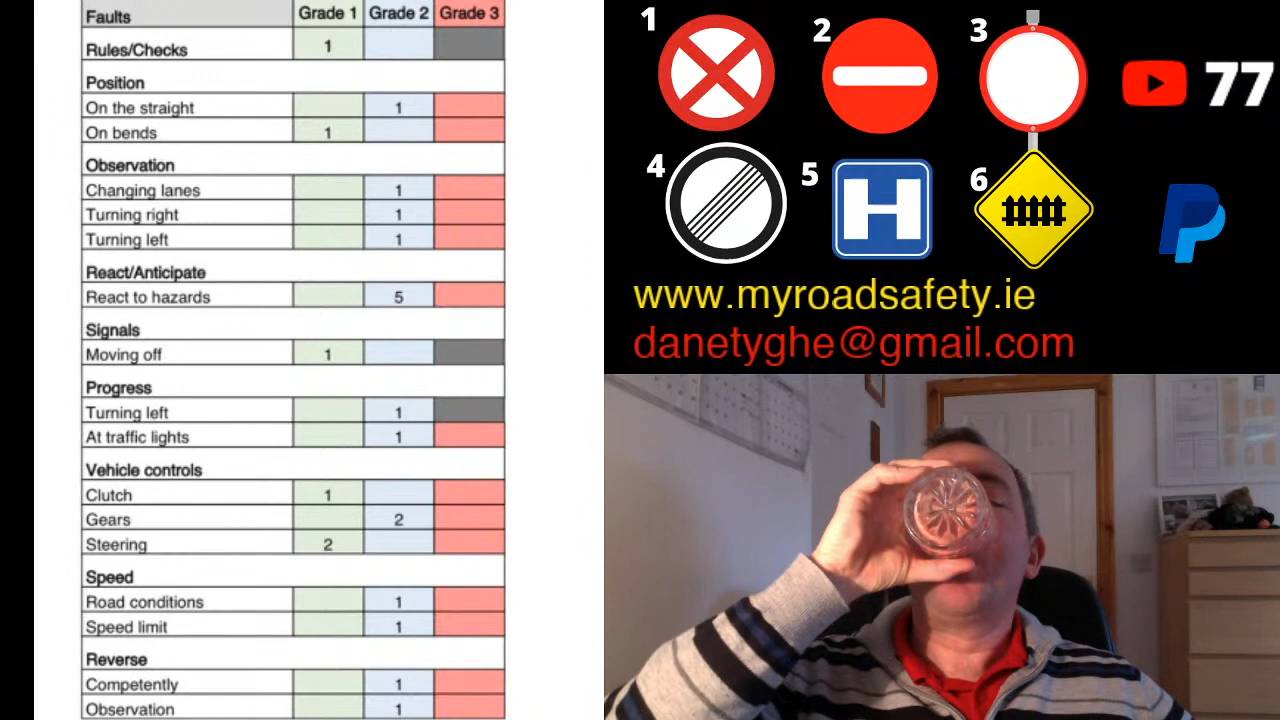 Faults Grade 1 Grade 2 Grade 3
Rules/Checks 1
Position
On the straight 1
On bends 1
Observation
Changing lanes 1
Turning right 1
Turning left 1
React/Anticipate
React to hazards 5
Signals
Moving off 1
Progress
Turning left 1
At traffic lights 1
Vehicle controls
Clutch 1
Gears 2
Steering 2
Speed
Road conditions 1
Speed limit 1
Reverse
Competently 1
Observation 1
1 2 3
77
4 5 6
H
www.myroadsafety.ie
danetyghe@gmail.com